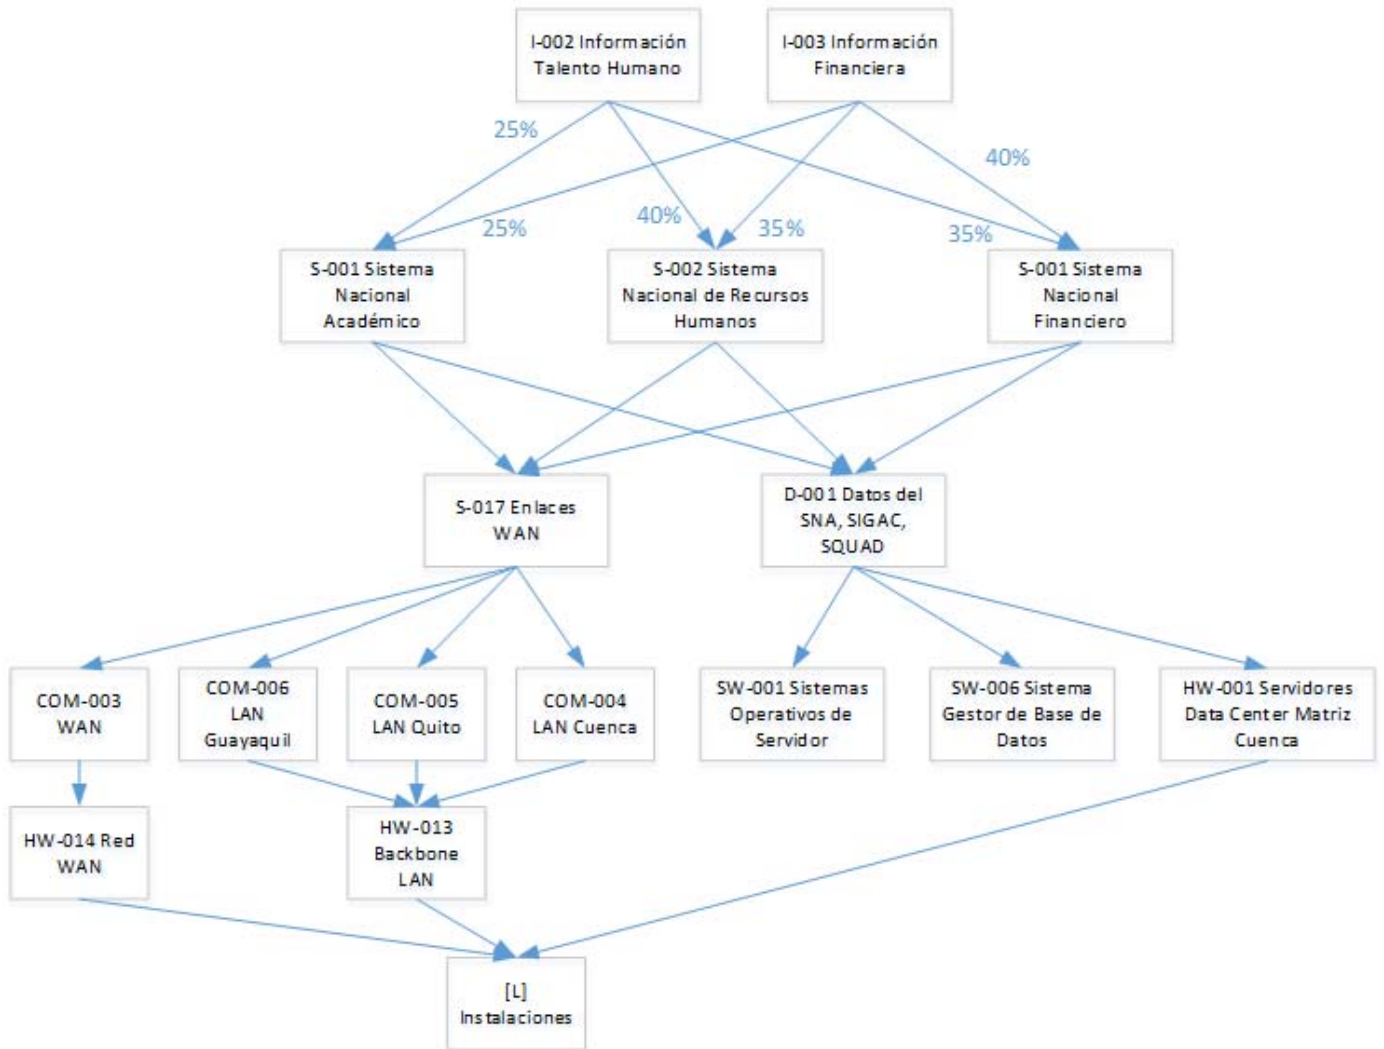 I-002 Información
Talento Humano
I-003 Información
Financiera
25%
40%
25%
40%
35%
35%
S-001 Sistema
Nacional
Académico
S-002 Sistema
Nacional de Recursos
Humanos
S-001 Sistema
Nacional
Financiero
S-017 Enlaces
WAN
D-001 Datos del
SNA, SIGAC,
SQUAD
COM-003
WAN
COM-006
LAN
Guayaquil
COM-005
LAN Quito
COM-004
LAN Cuenca
SW-001 Sistemas
Operativos de
Servidor
SW-006 Sistema
Gestor de Base de
Datos
HW-001 Servidores
Data Center Matriz
Cuenca
HW-014 Red
WAN
HW-013
Backbone
LAN
[L]
Instalaciones